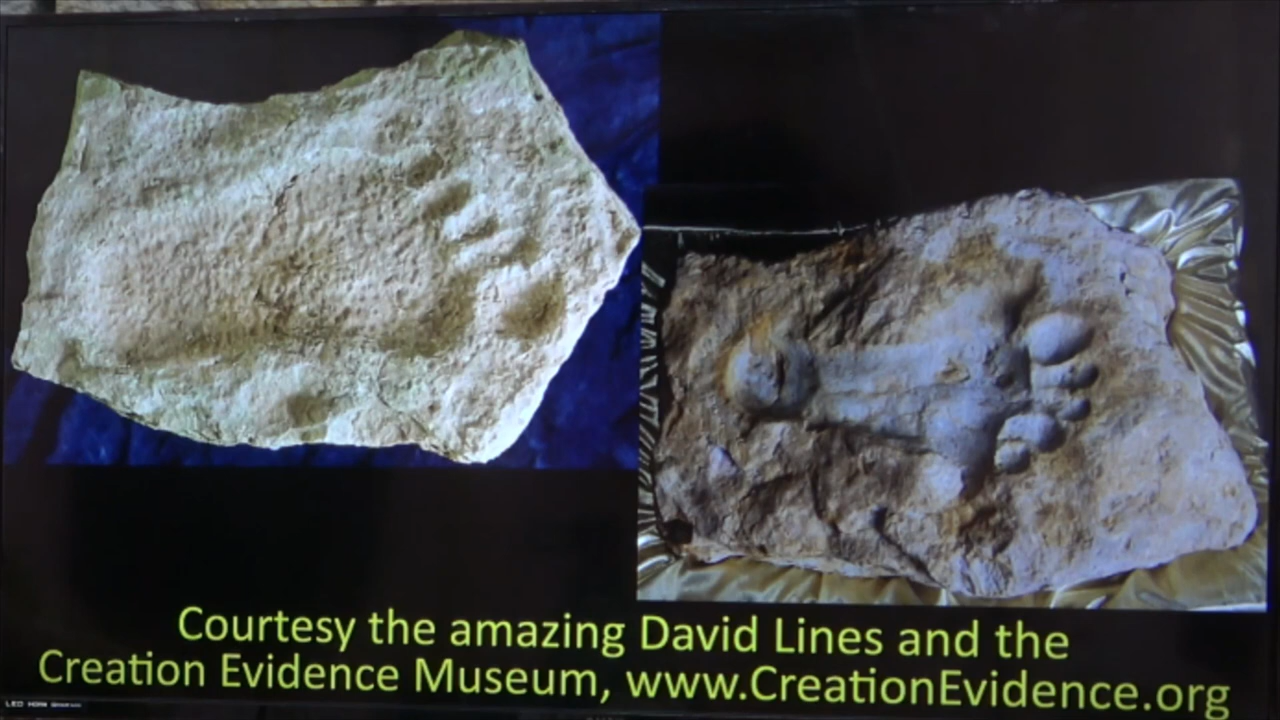 Courtesy the amazing David Lines and the
Creation Evidence Museum, www.CreationEvidence.org